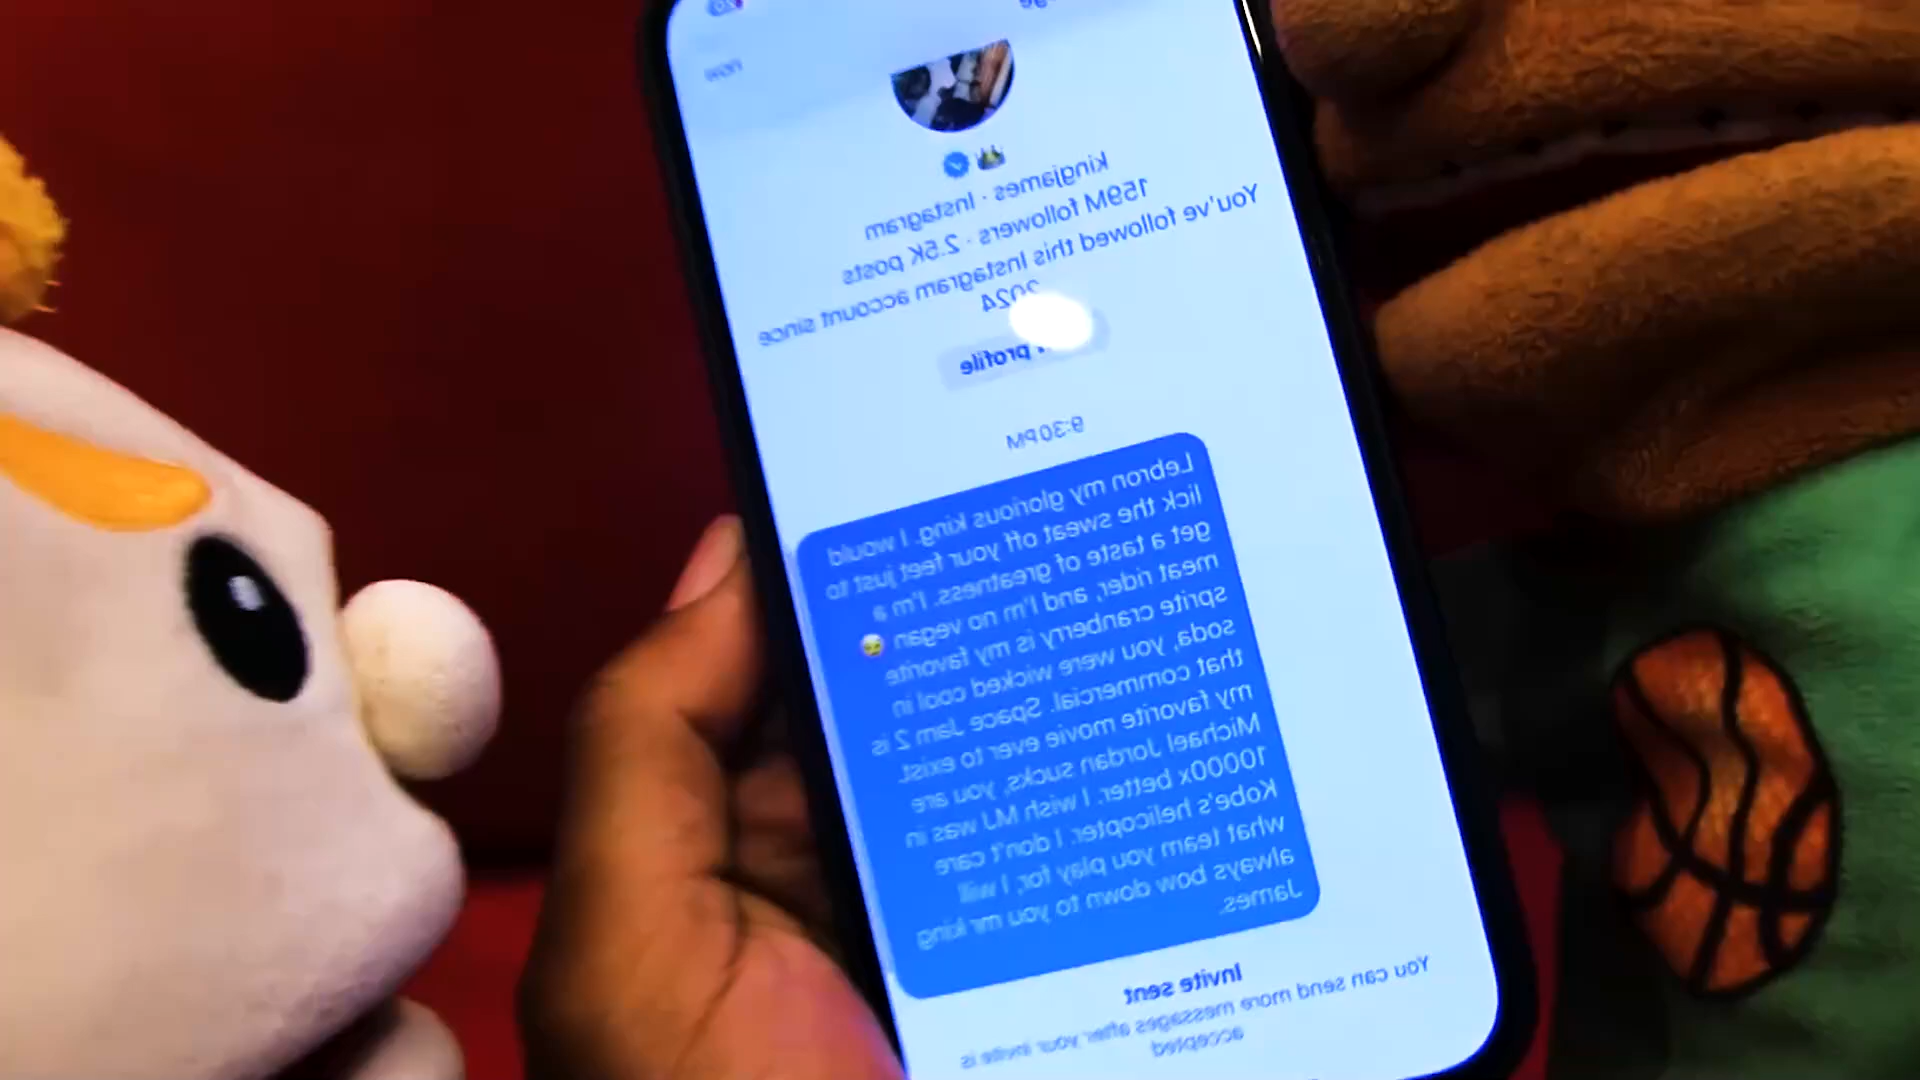 now
kingjames · Instagram
159M followers · 2.5K posts
You've followed this Instagram account since
2024
profile
9:30 PM
Lebron my glorious king. I would
lick the sweat off your feet just to
get a taste of greatness. I'm a
meat rider, and I'm no vegan
sprite cranberry is my favorite
soda, you were wicked cool in
that commercial. Space Jam 2 is
my favorite movie ever to exist.
Michael Jordan sucks, you are
10000x better. I wish MJ was in
Kobe's helicopter. I don't care
what team you play for, I will
always bow down to you mr king
James.
Invite sent
You can send more messages after your invite is
accepted